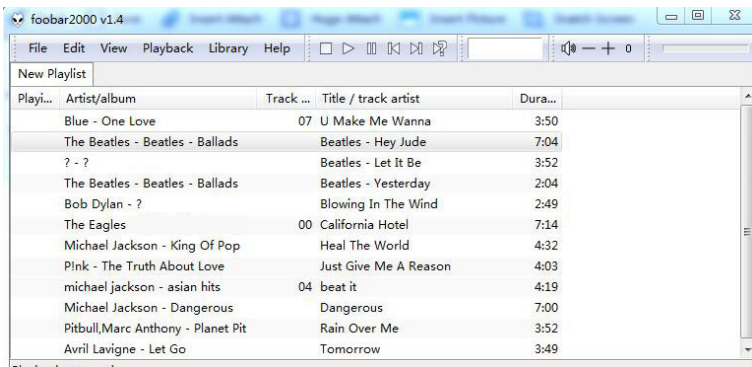 foobar2000 v1.4
File Edit View Playback Library Help 0
New Playlist
Playi... Artist/album Track ... Title / track artist Dura...
Blue - One Love 07 U Make Me Wanna 3:50
The Beatles - Beatles - Ballads Beatles - Hey Jude 7:04
? - ? Beatles - Let It Be 3:52
The Beatles - Beatles - Ballads Beatles - Yesterday 2:04
Bob Dylan - ? Blowing In The Wind 2:49
The Eagles 00 California Hotel 7:14
Michael Jackson - King Of Pop Heal The World 4:32
P!nk - The Truth About Love Just Give Me A Reason 4:03
michael jackson - asian hits 04 beat it 4:19
Michael Jackson - Dangerous Dangerous 7:00
Pitbull,Marc Anthony - Planet Pit Rain Over Me 3:52
Avril Lavigne - Let Go Tomorrow 3:49